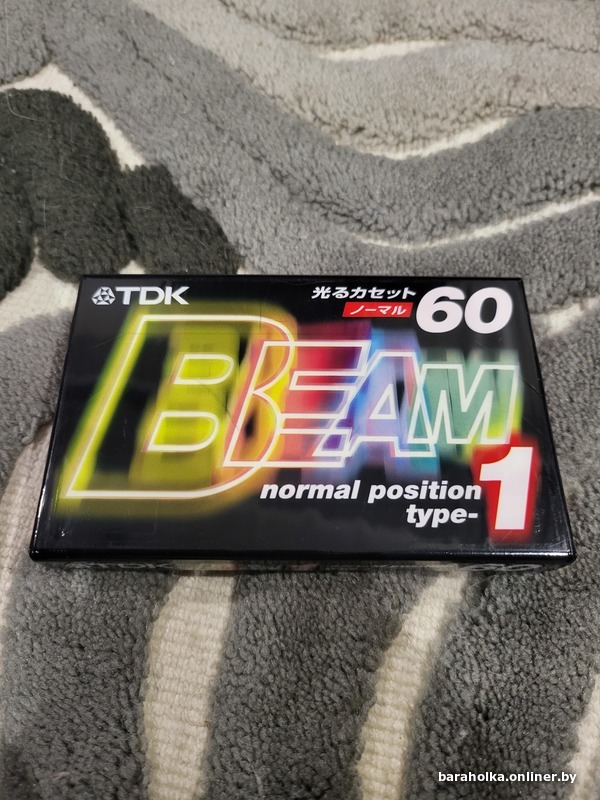 TDK
光るカセット
ノーマル
60
BEAM
normal position
type-1
baraholka.onliner.by